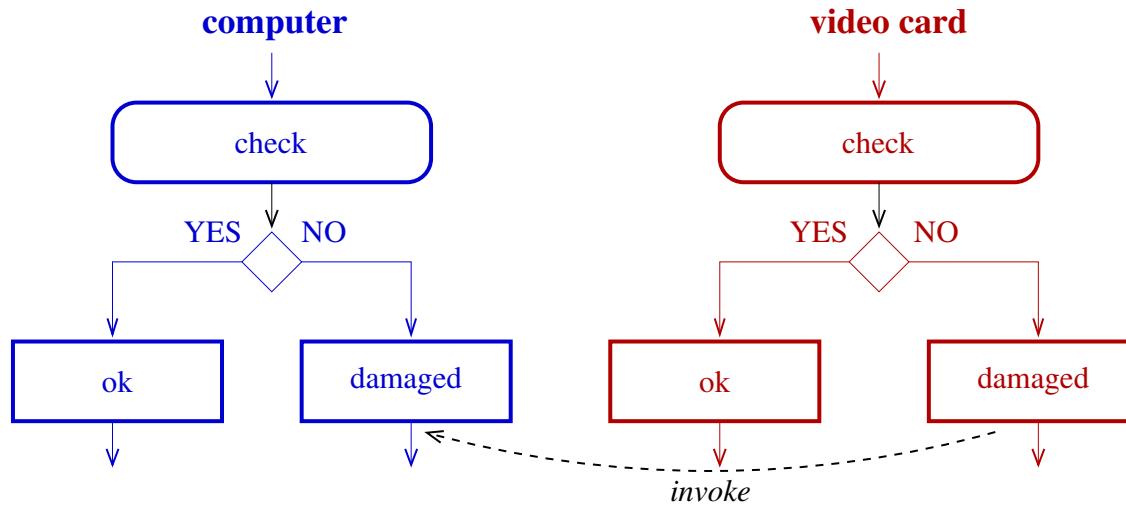 computer
video card
check
check
YES NO
YES NO
ok
damaged
ok
damaged
invoke